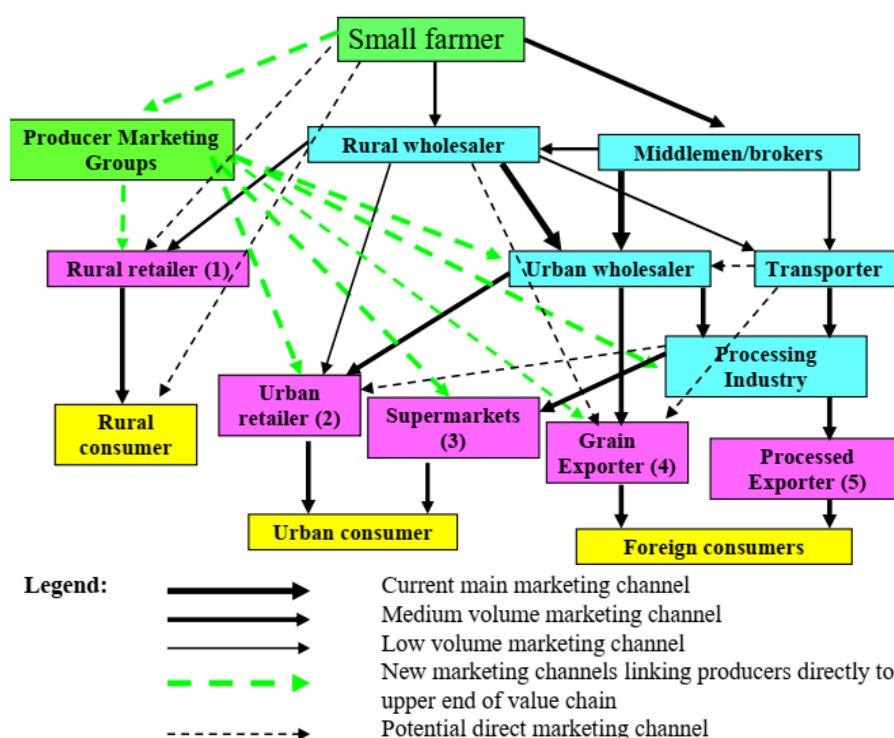 Small farmer
Producer Marketing
Groups
Rural wholesaler
Middlemen/brokers
Rural retailer (1)
Urban wholesaler
Transporter
Processing
Industry
Urban
retailer (2)
Supermarkets
(3)
Rural
consumer
Grain
Exporter (4)
Processed
Exporter (5)
Urban consumer
Foreign consumers
Legend:
Current main marketing channel
Medium volume marketing channel
Low volume marketing channel
New marketing channels linking producers directly to
upper end of value chain
Potential direct marketing channel